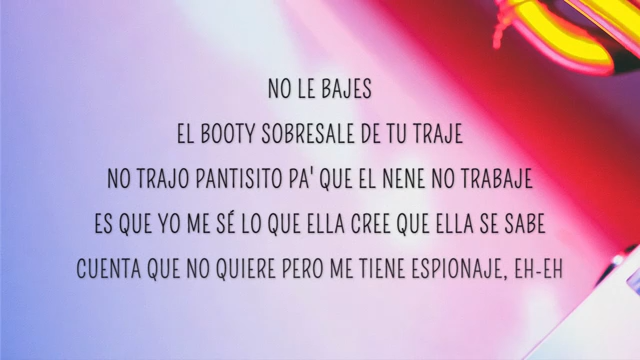 NO LE BAJES
EL BOOTY SOBRESALE DE TU TRAJE
NO TRAJO PANTISITO PA' QUE EL NENE NO TRABAJE
ES QUE YO ME SÉ LO QUE ELLA CREE QUE ELLA SE SABE
CUENTA QUE NO QUIERE PERO ME TIENE ESPIONAJE, EH-EH